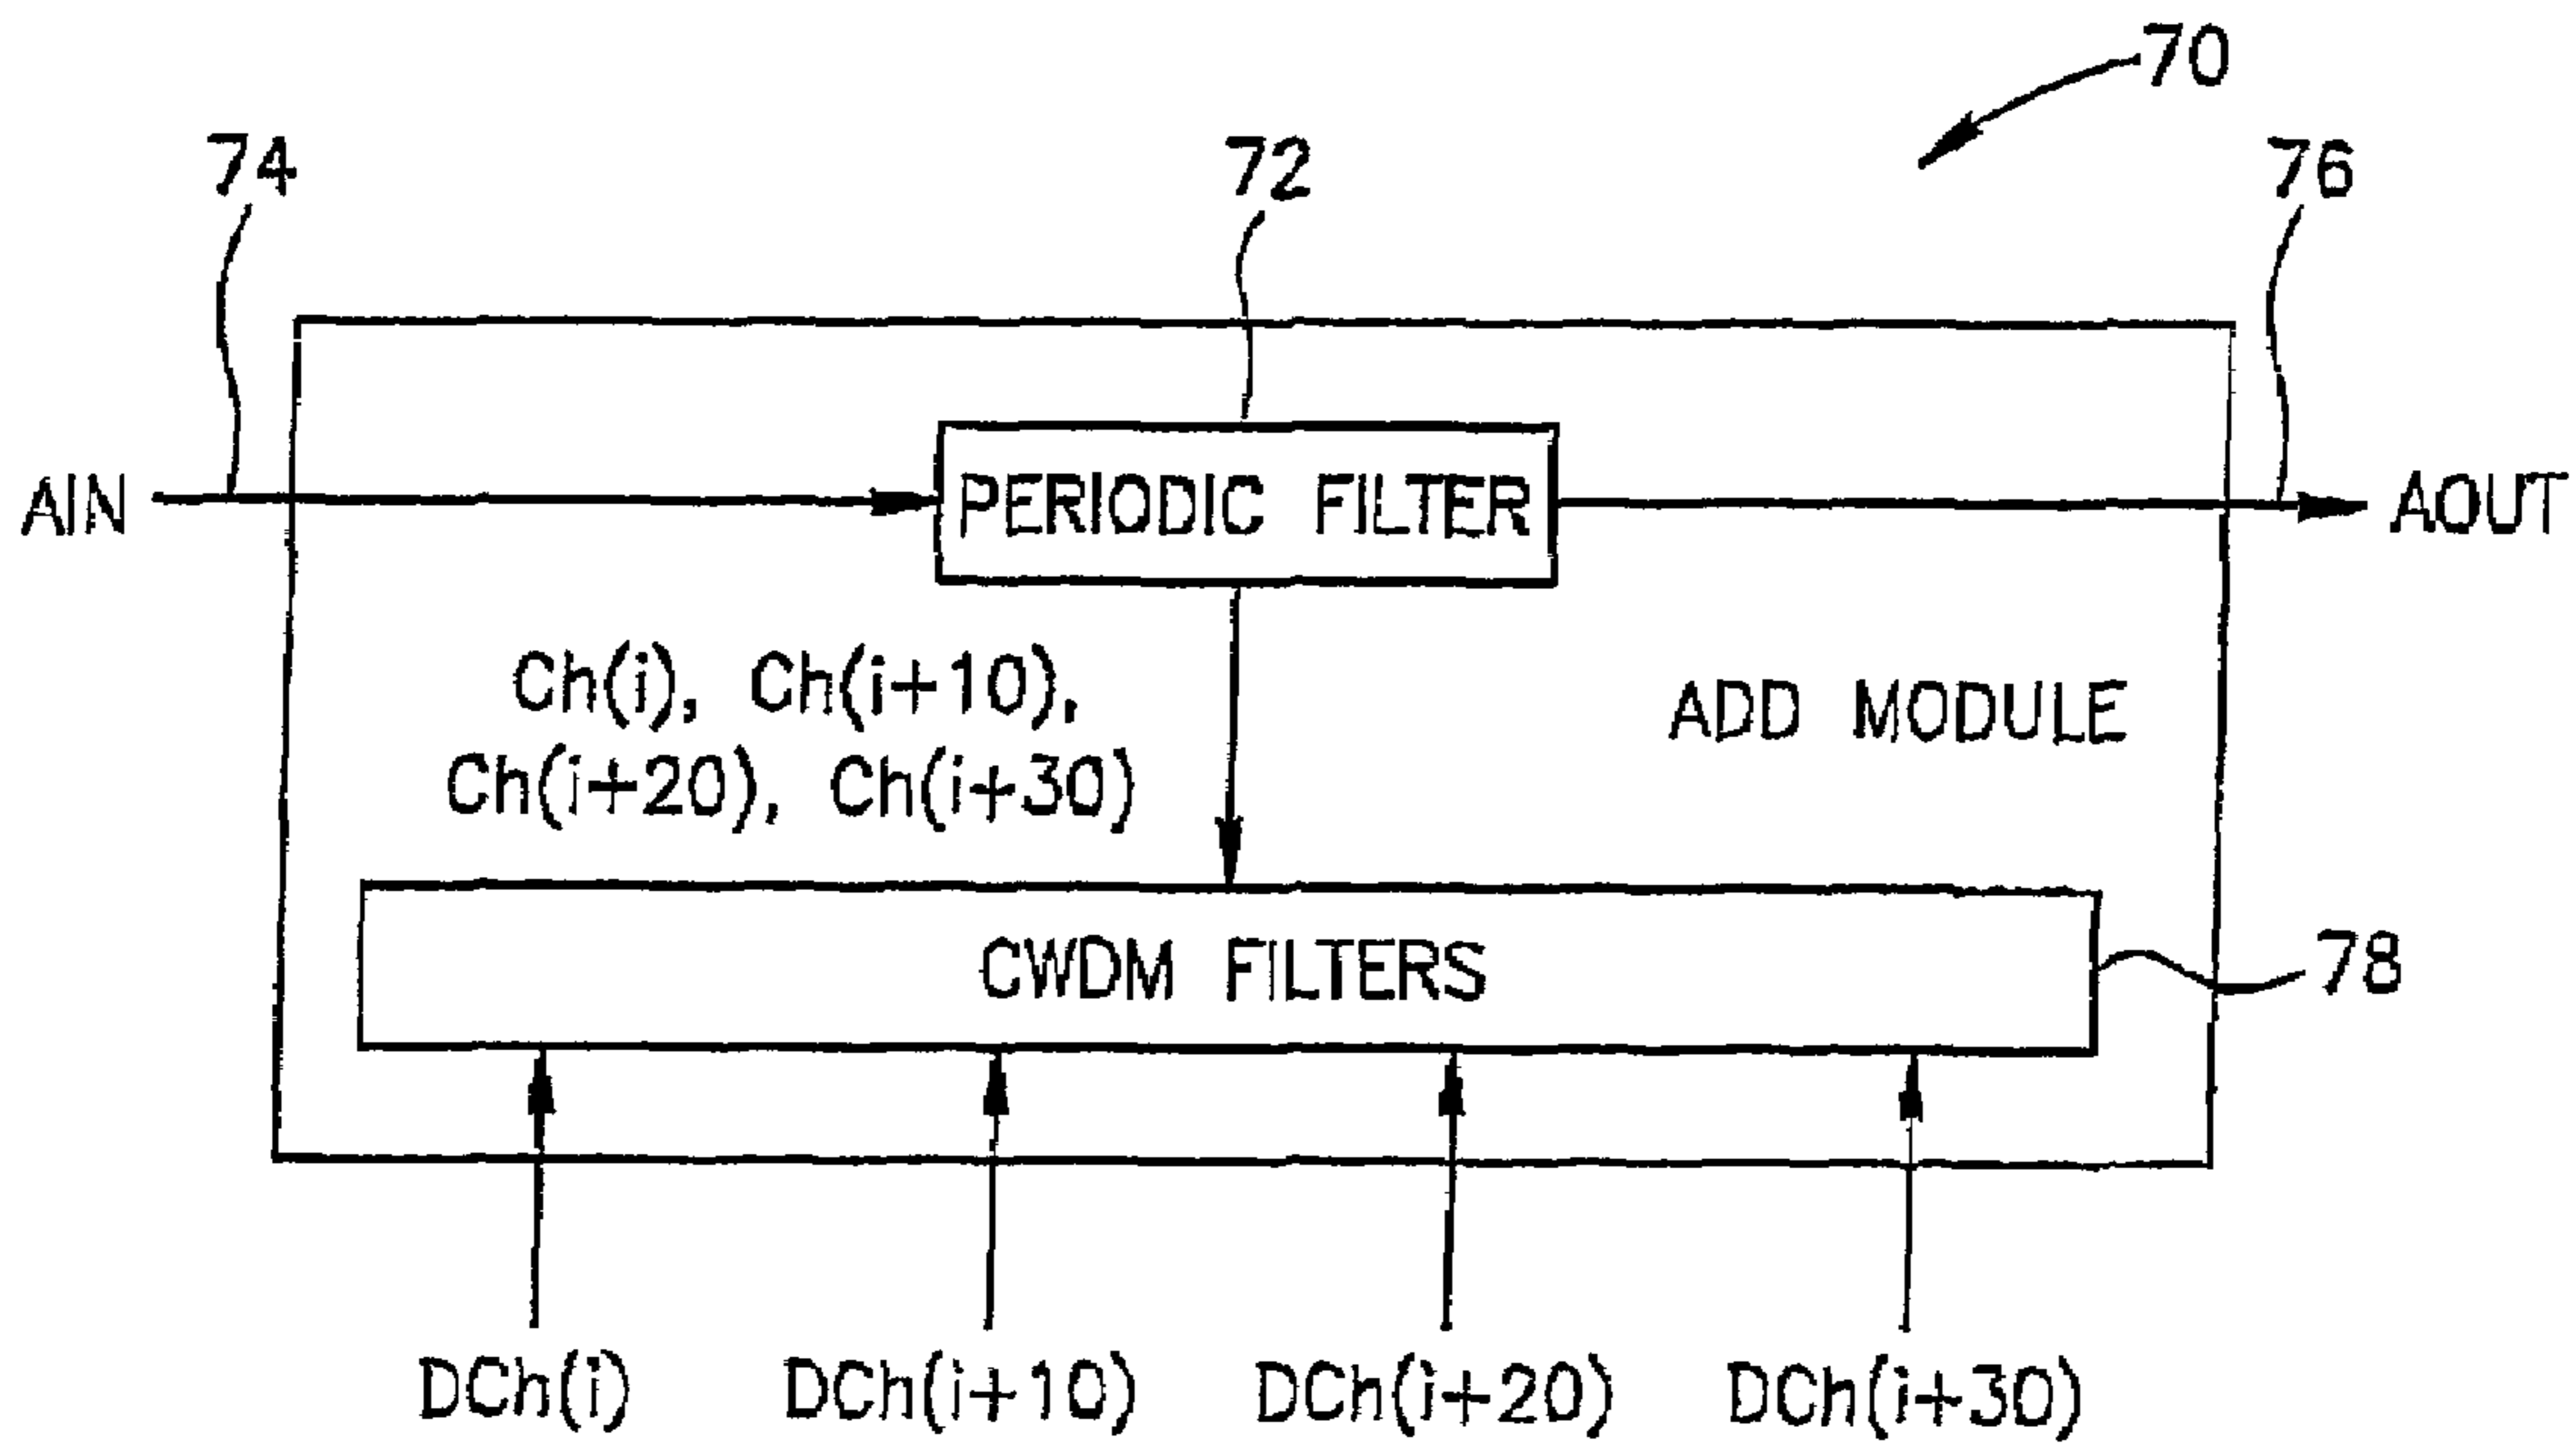 70
74
72
76
AIN
PERIODIC FILTER
AOUT
Ch(i), Ch(i+10),
Ch(i+20), Ch(i+30)
ADD MODULE
CWDM FILTERS
78
DCh(i)
DCh(i+10)
DCh(i+20)
DCh(i+30)